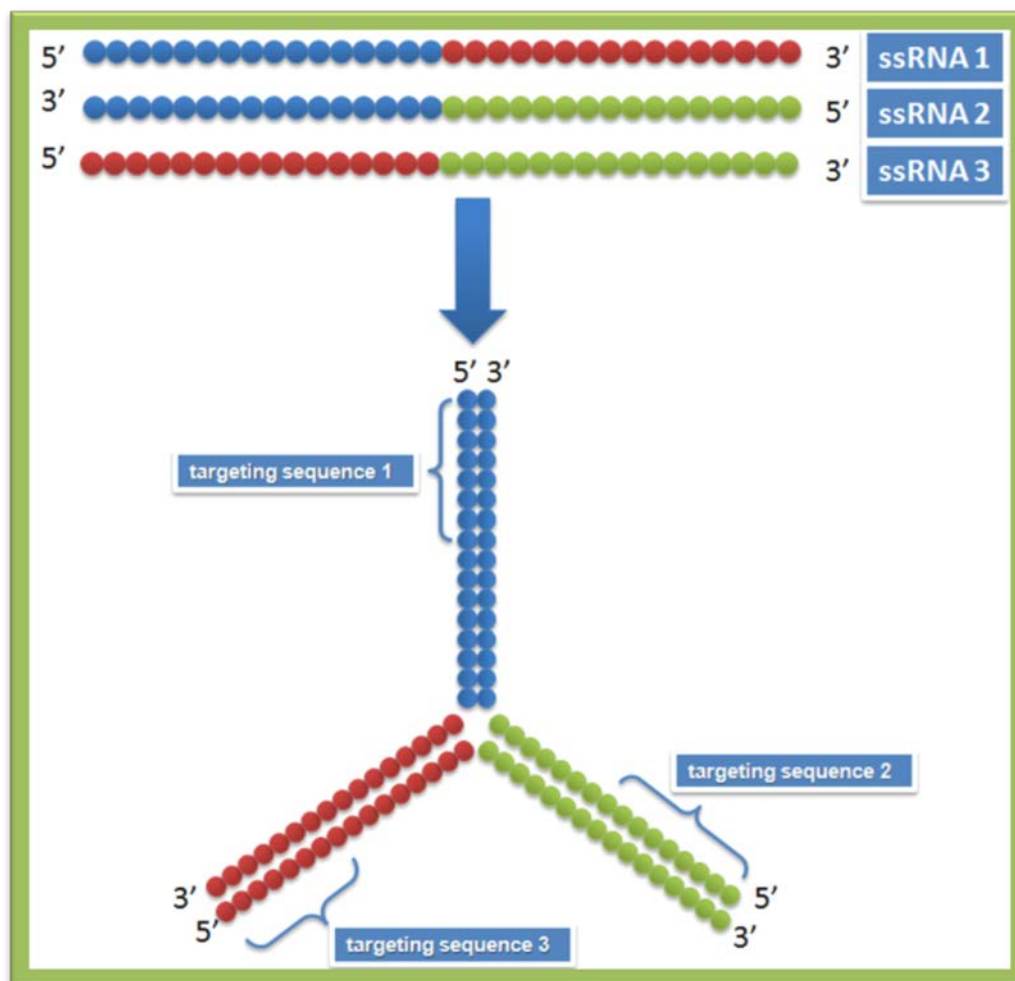 5′ 3′ ssRNA 1
3′ 5′ ssRNA 2
5′ 3′ ssRNA 3
5′ 3′
targeting sequence 1
targeting sequence 2
3′ 5′
5′ 3′
targeting sequence 3